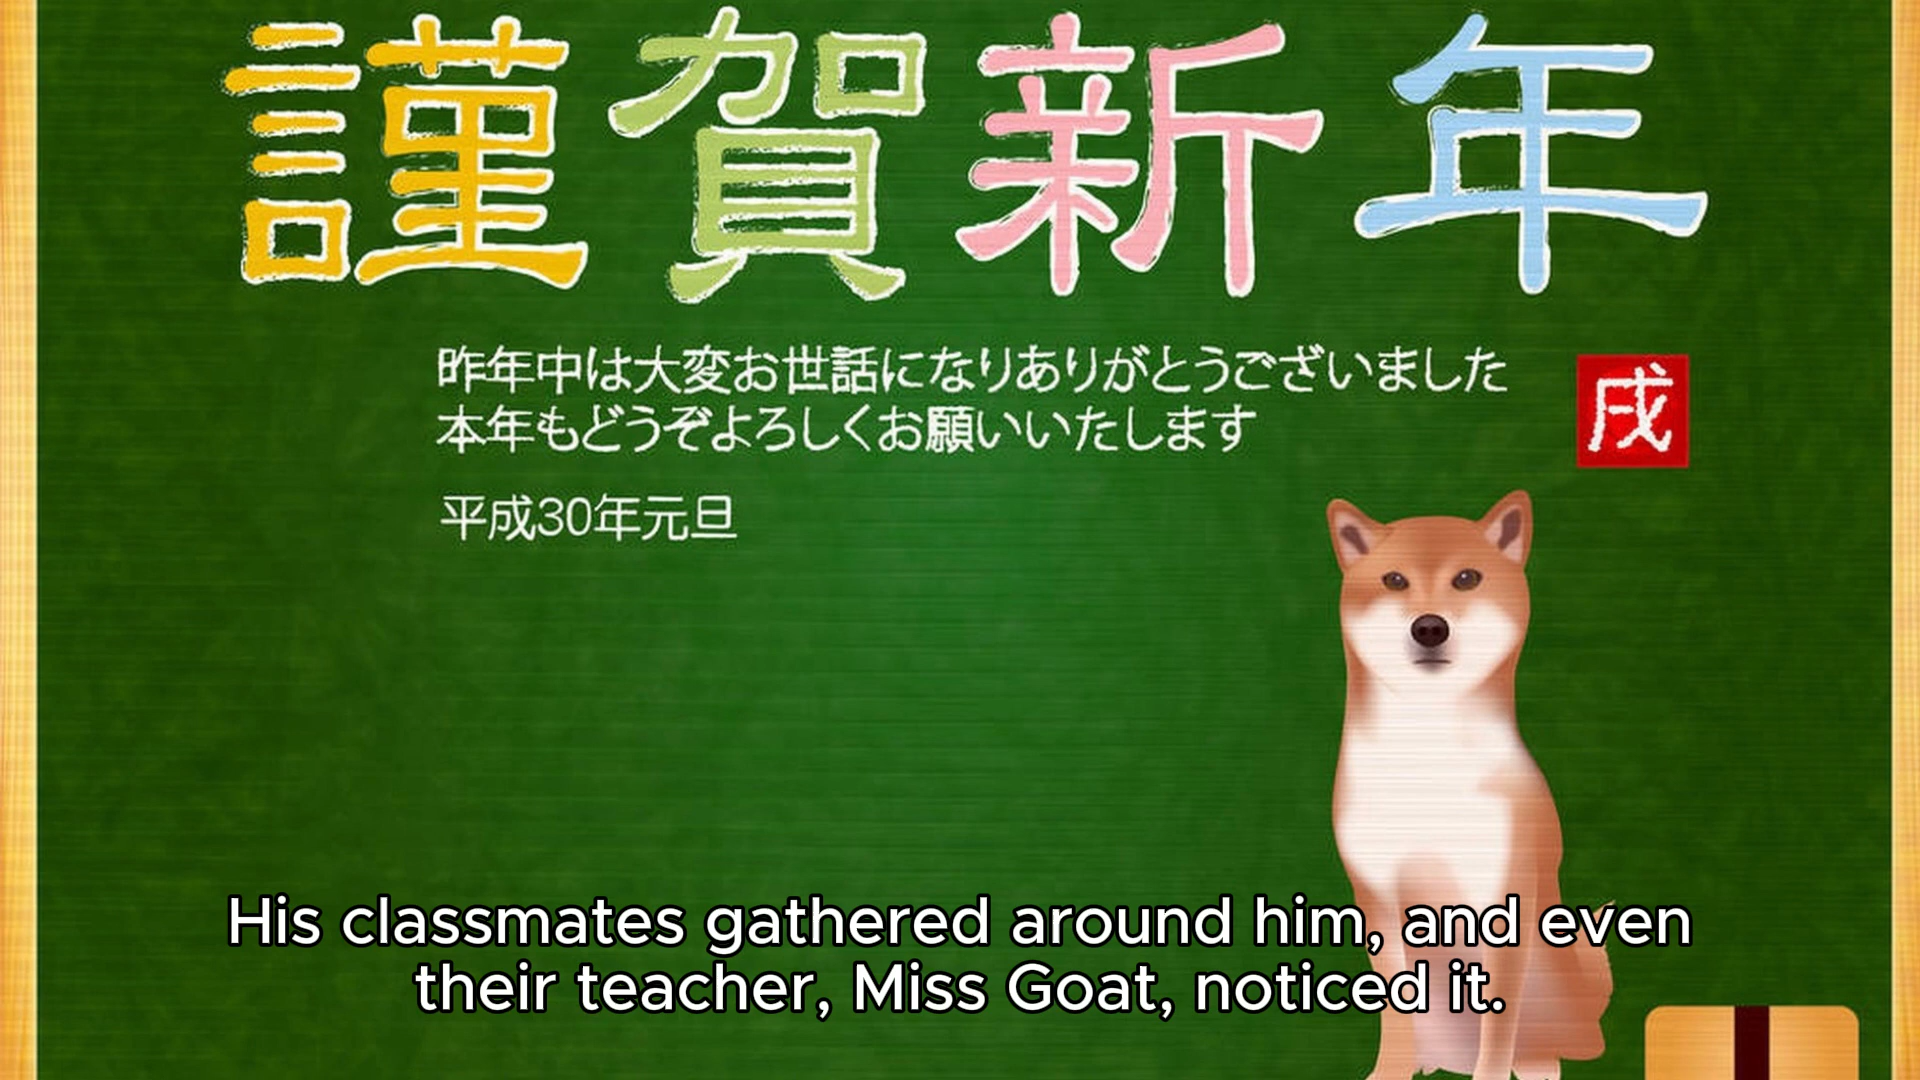 謹賀新年
昨年中は大変お世話になりありがとうございました
本年もどうぞよろしくお願いいたします
戌
平成30年元旦
His classmates gathered around him, and even
their teacher, Miss Goat, noticed it.